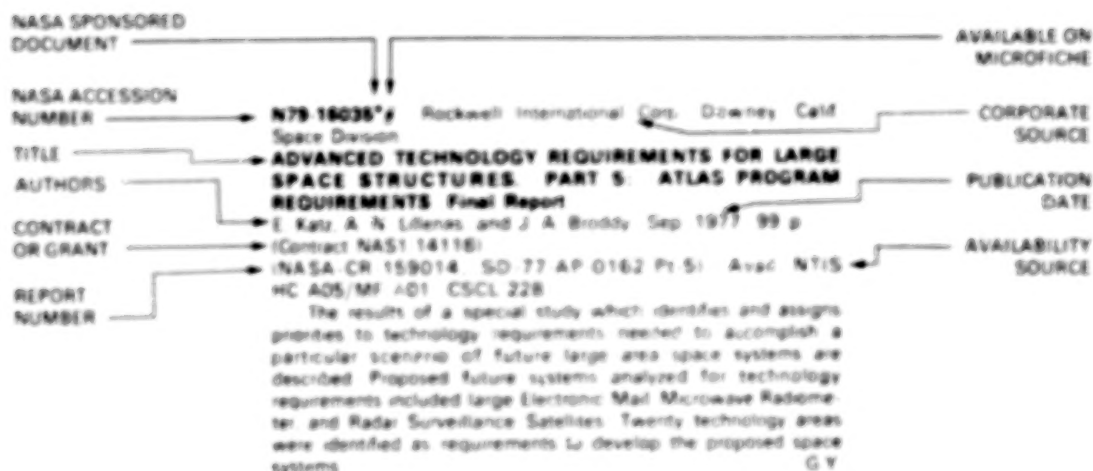 NASA SPONSORED
DOCUMENT
AVAILABLE ON
MICROFICHE
NASA ACCESSION
NUMBER
N79-16035*# Rockwell International Corp. Downey Calif
Space Division
CORPORATE
SOURCE
TITLE
ADVANCED TECHNOLOGY REQUIREMENTS FOR LARGE
SPACE STRUCTURES. PART 5: ATLAS PROGRAM
REQUIREMENTS Final Report
AUTHORS
E. Katz, A. N. Lillenas, and J. A. Broddy Sep 1977 99 p
PUBLICATION
DATE
CONTRACT
OR GRANT
(Contract NAS1 14116)
(NASA-CR 159014, SD 77-AP 0162 Pt-5) Avail NTIS
HC A05/MF A01 CSCL 22B
AVAILABILITY
SOURCE
REPORT
NUMBER
The results of a special study which identifies and assigns
priorities to technology requirements needed to accomplish a
particular scenario of future large area space systems are
described. Proposed future systems analyzed for technology
requirements included large Electronic Mail, Microwave Radiome-
ter, and Radar Surveillance Satellites. Twenty technology areas
were identified as requirements to develop the proposed space
systems. G Y